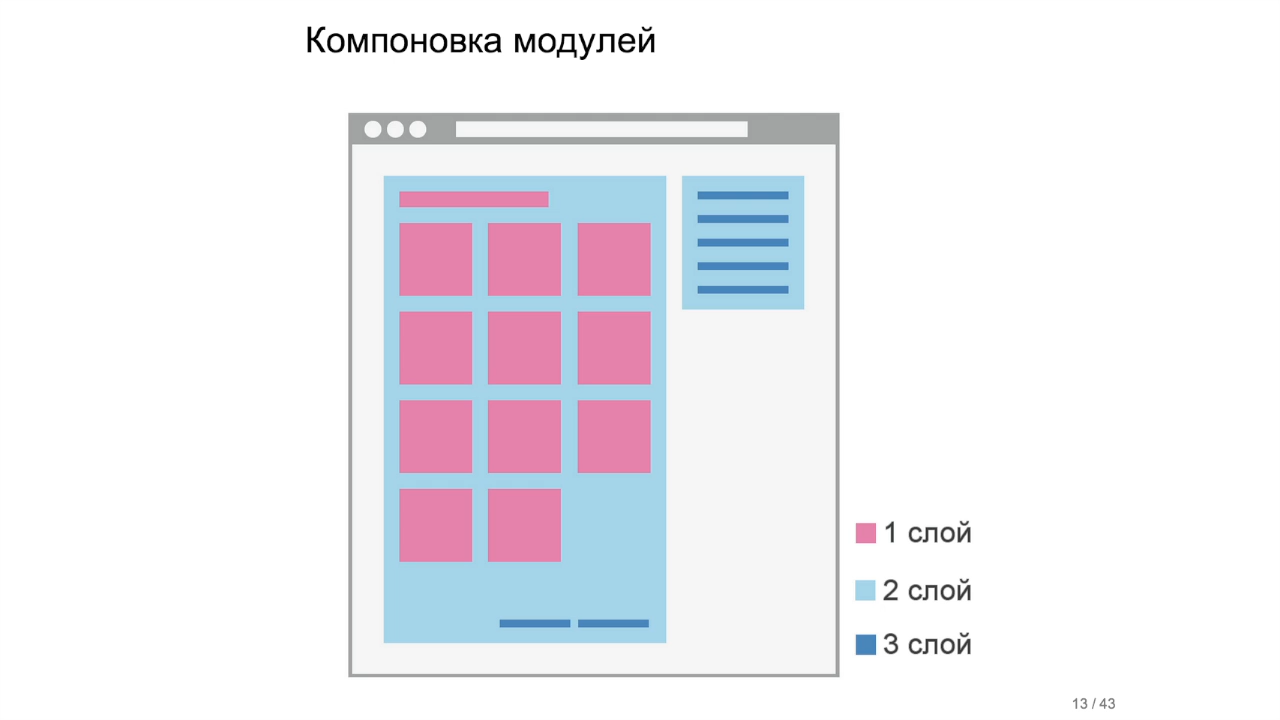 Компоновка модулей
1 слой
2 слой
3 слой
13 / 43